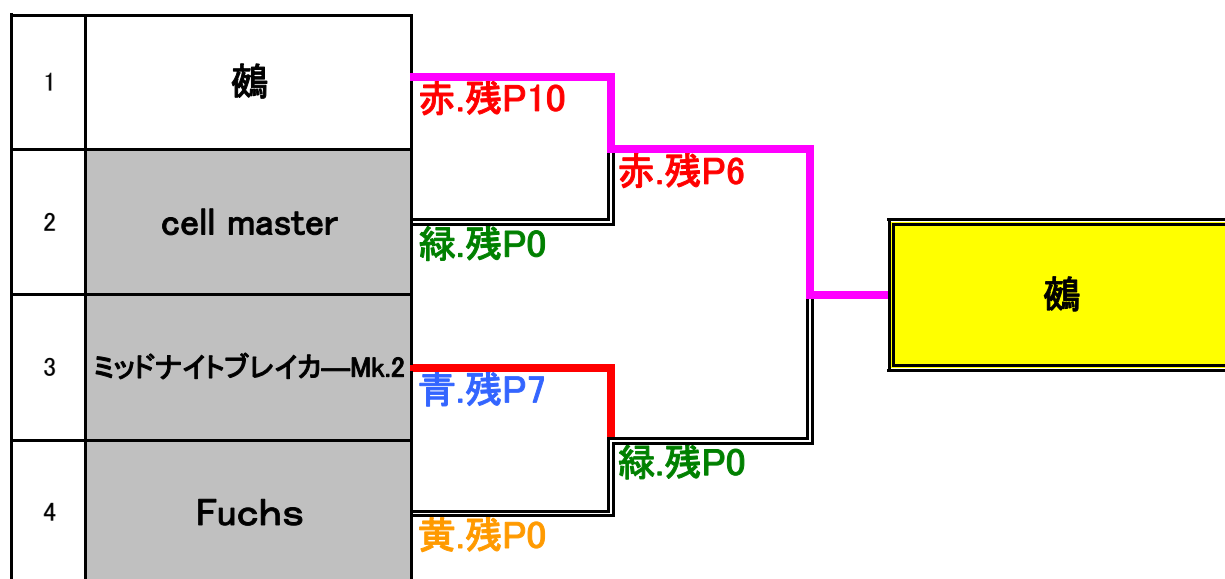 1
鵺
赤.残P10
赤.残P6
2
cell master
緑.残P0
鵺
3
ミッドナイトブレイカ―Mk.2
青.残P7
緑.残P0
4
Fuchs
黄.残P0